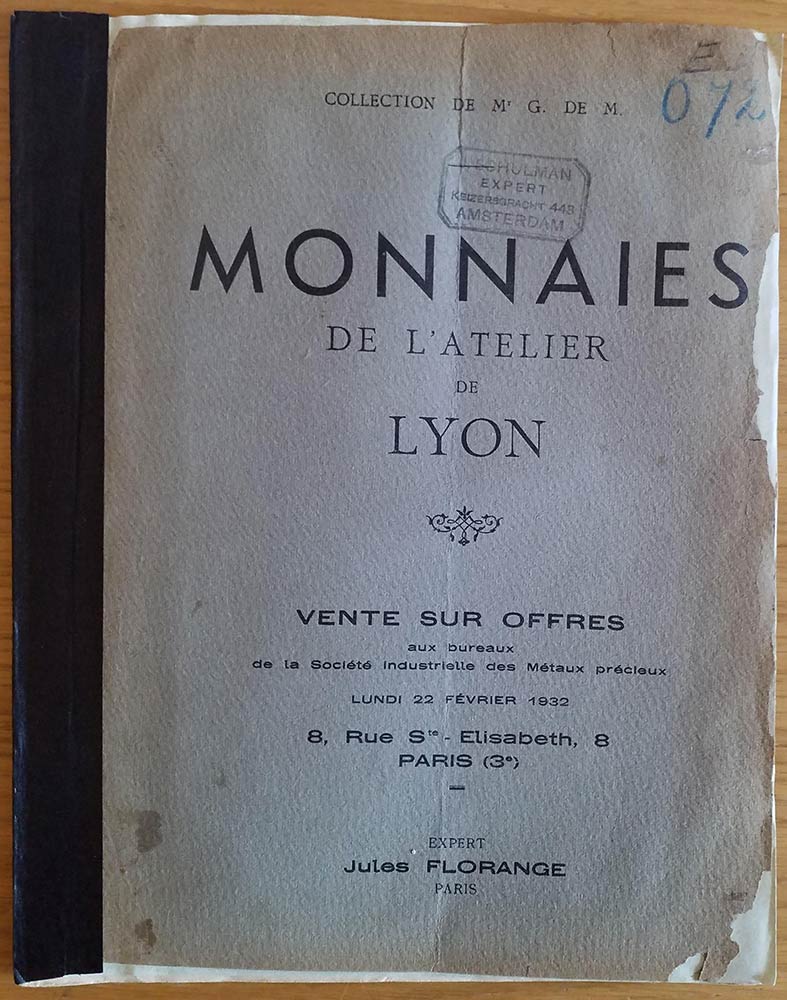 COLLECTION DE Mr G. DE M.
072
SCHULMAN
EXPERT
KEIZERSGRACHT 448
AMSTERDAM
MONNAIES
DE L'ATELIER
DE
LYON
VENTE SUR OFFRES
aux bureaux
de la Société Industrielle des Métaux précieux
LUNDI 22 FÉVRIER 1932
8, Rue Ste - Elisabeth, 8
PARIS (3e)
EXPERT
Jules FLORANGE
PARIS